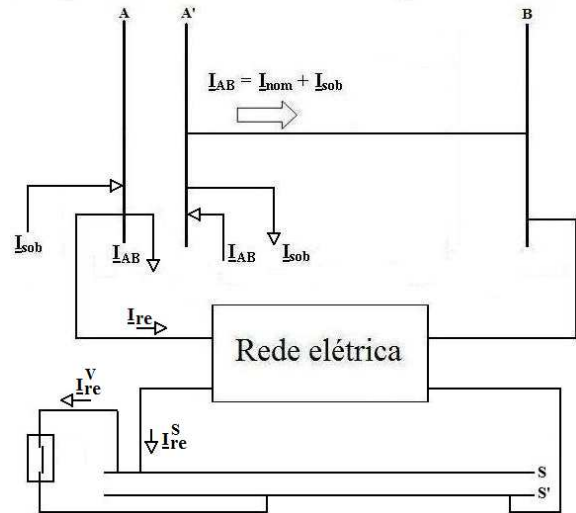 A A' B
I_AB = I_nom + I_sob
I_sob I_AB I_AB I_sob
I_re
Rede elétrica
I_re^V
I_re^S
S
S'